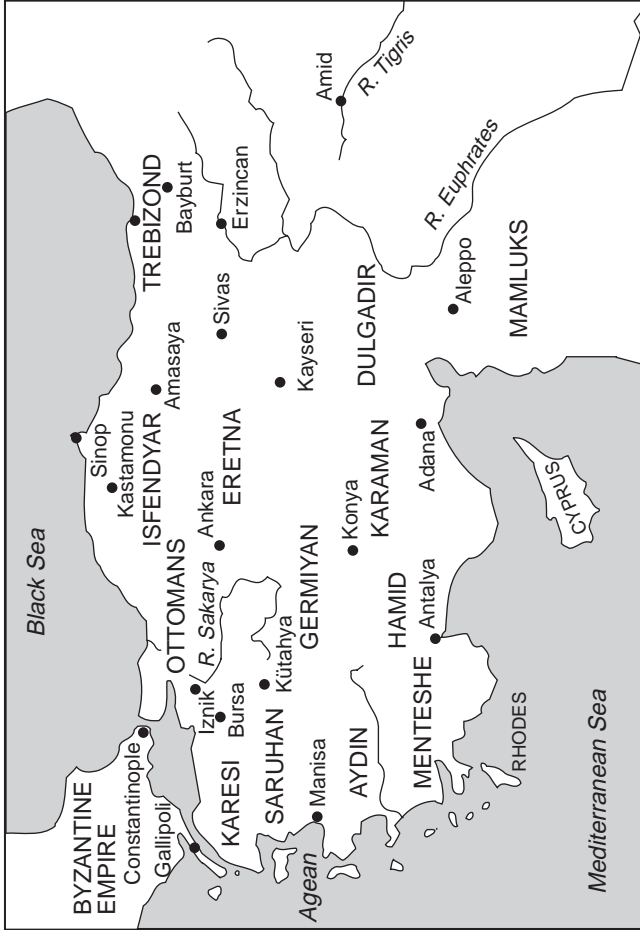 Black Sea
BYZANTINE
EMPIRE
Constantinople
Gallipoli
Sinop
Kastamonu
ISFENDYAR
Amasaya
TREBIZOND
Bayburt
OTTOMANS
R. Sakarya
Iznik
Bursa
Ankara
ERETNA
Sivas
Erzincan
KARESI
SARUHAN
Kütahya
GERMIYAN
Kayseri
Manisa
Agean
AYDIN
Konya
KARAMAN
DULGADIR
Amid
R. Tigris
MENTESHE
HAMID
Antalya
Adana
Aleppo
R. Euphrates
MAMLUKS
RHODES
CYPRUS
Mediterranean Sea